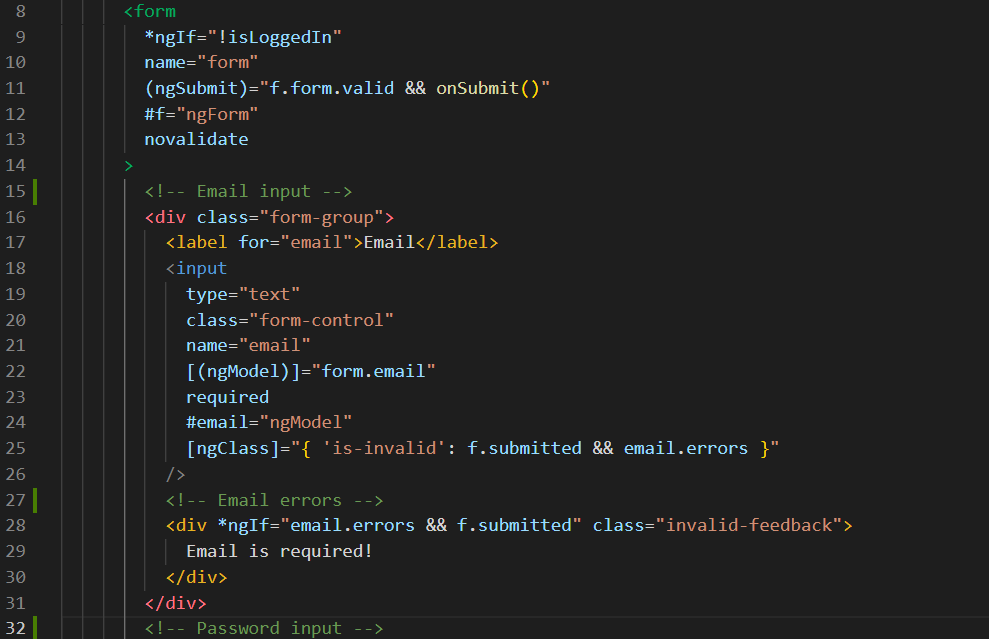 8 <form
9 *ngIf="!isLoggedIn"
10 name="form"
11 (ngSubmit)="f.form.valid && onSubmit()"
12 #f="ngForm"
13 novalidate
14 >
15 <!-- Email input -->
16 <div class="form-group">
17 <label for="email">Email</label>
18 <input
19 type="text"
20 class="form-control"
21 name="email"
22 [(ngModel)]="form.email"
23 required
24 #email="ngModel"
25 [ngClass]="{ 'is-invalid': f.submitted && email.errors }"
26 />
27 <!-- Email errors -->
28 <div *ngIf="email.errors && f.submitted" class="invalid-feedback">
29 Email is required!
30 </div>
31 </div>
32 <!-- Password input -->